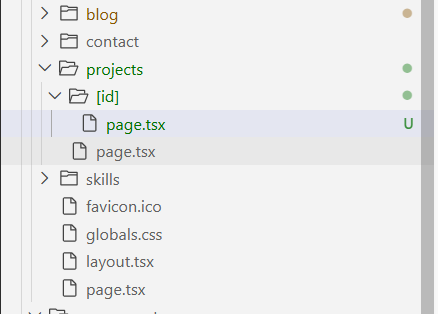 blog
contact
projects
[id]
page.tsx U
page.tsx
skills
favicon.ico
globals.css
layout.tsx
page.tsx